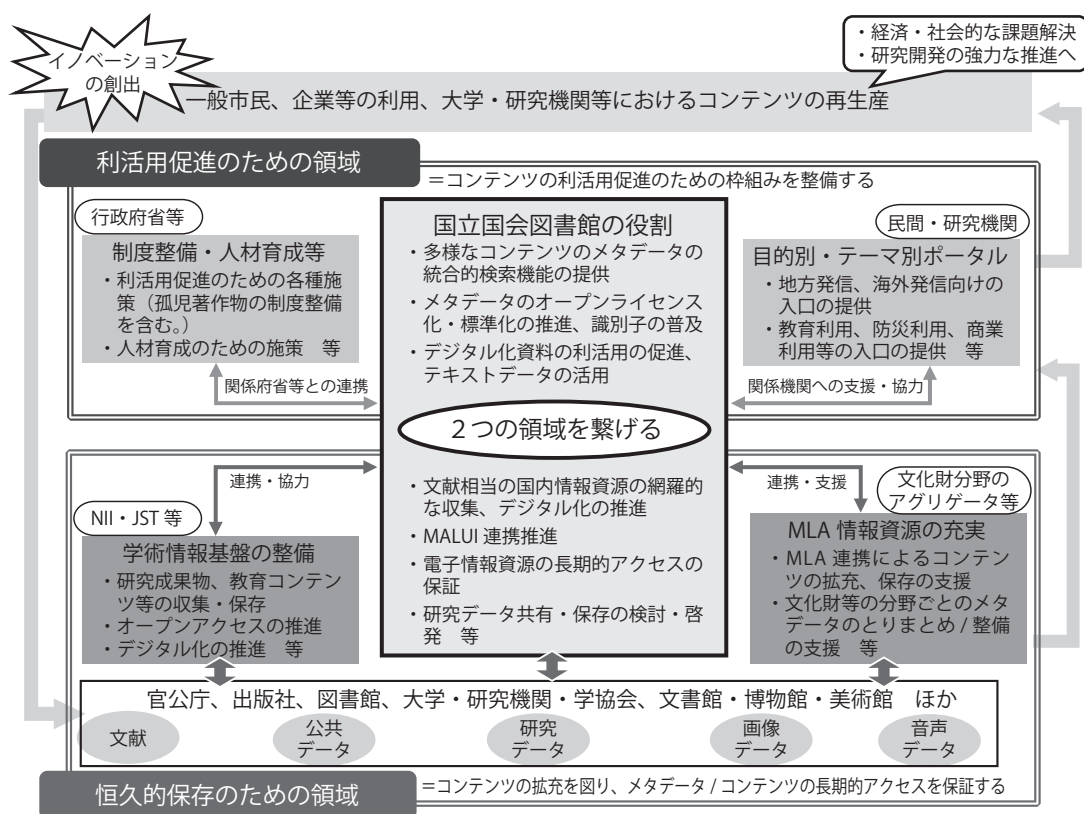 イノベーション
の創出
・経済・社会的な課題解決
・研究開発の強力な推進へ
一般市民、企業等の利用、大学・研究機関等におけるコンテンツの再生産
利活用促進のための領域
＝コンテンツの利活用促進のための枠組みを整備する
行政府省等
制度整備・人材育成等
・利活用促進のための各種施
策（孤児著作物の制度整備
を含む。）
・人材育成のための施策　等
関係府省等との連携
国立国会図書館の役割
・多様なコンテンツのメタデータの
統合的検索機能の提供
・メタデータのオープンライセンス
化・標準化の推進、識別子の普及
・デジタル化資料の利活用の促進、
テキストデータの活用
民間・研究機関
目的別・テーマ別ポータル
・地方発信、海外発信向けの
入口の提供
・教育利用、防災利用、商業
利用等の入口の提供　等
関係機関への支援・協力
２つの領域を繋げる
連携・協力
NII・JST 等
学術情報基盤の整備
・研究成果物、教育コンテン
ツ等の収集・保存
・オープンアクセスの推進
・デジタル化の推進　等
・文献相当の国内情報資源の網羅的
な収集、デジタル化の推進
・MALUI 連携推進
・電子情報資源の長期的アクセスの
保証
・研究データ共有・保存の検討・啓
発　等
連携・支援
文化財分野の
アグリゲータ等
MLA 情報資源の充実
・MLA 連携によるコンテン
ツの拡充、保存の支援
・文化財等の分野ごとのメタ
データのとりまとめ / 整備
の支援　等
官公庁、出版社、図書館、大学・研究機関・学協会、文書館・博物館・美術館　ほか
文献
公共
データ
研究
データ
画像
データ
音声
データ
恒久的保存のための領域
＝コンテンツの拡充を図り、メタデータ / コンテンツの長期的アクセスを保証する